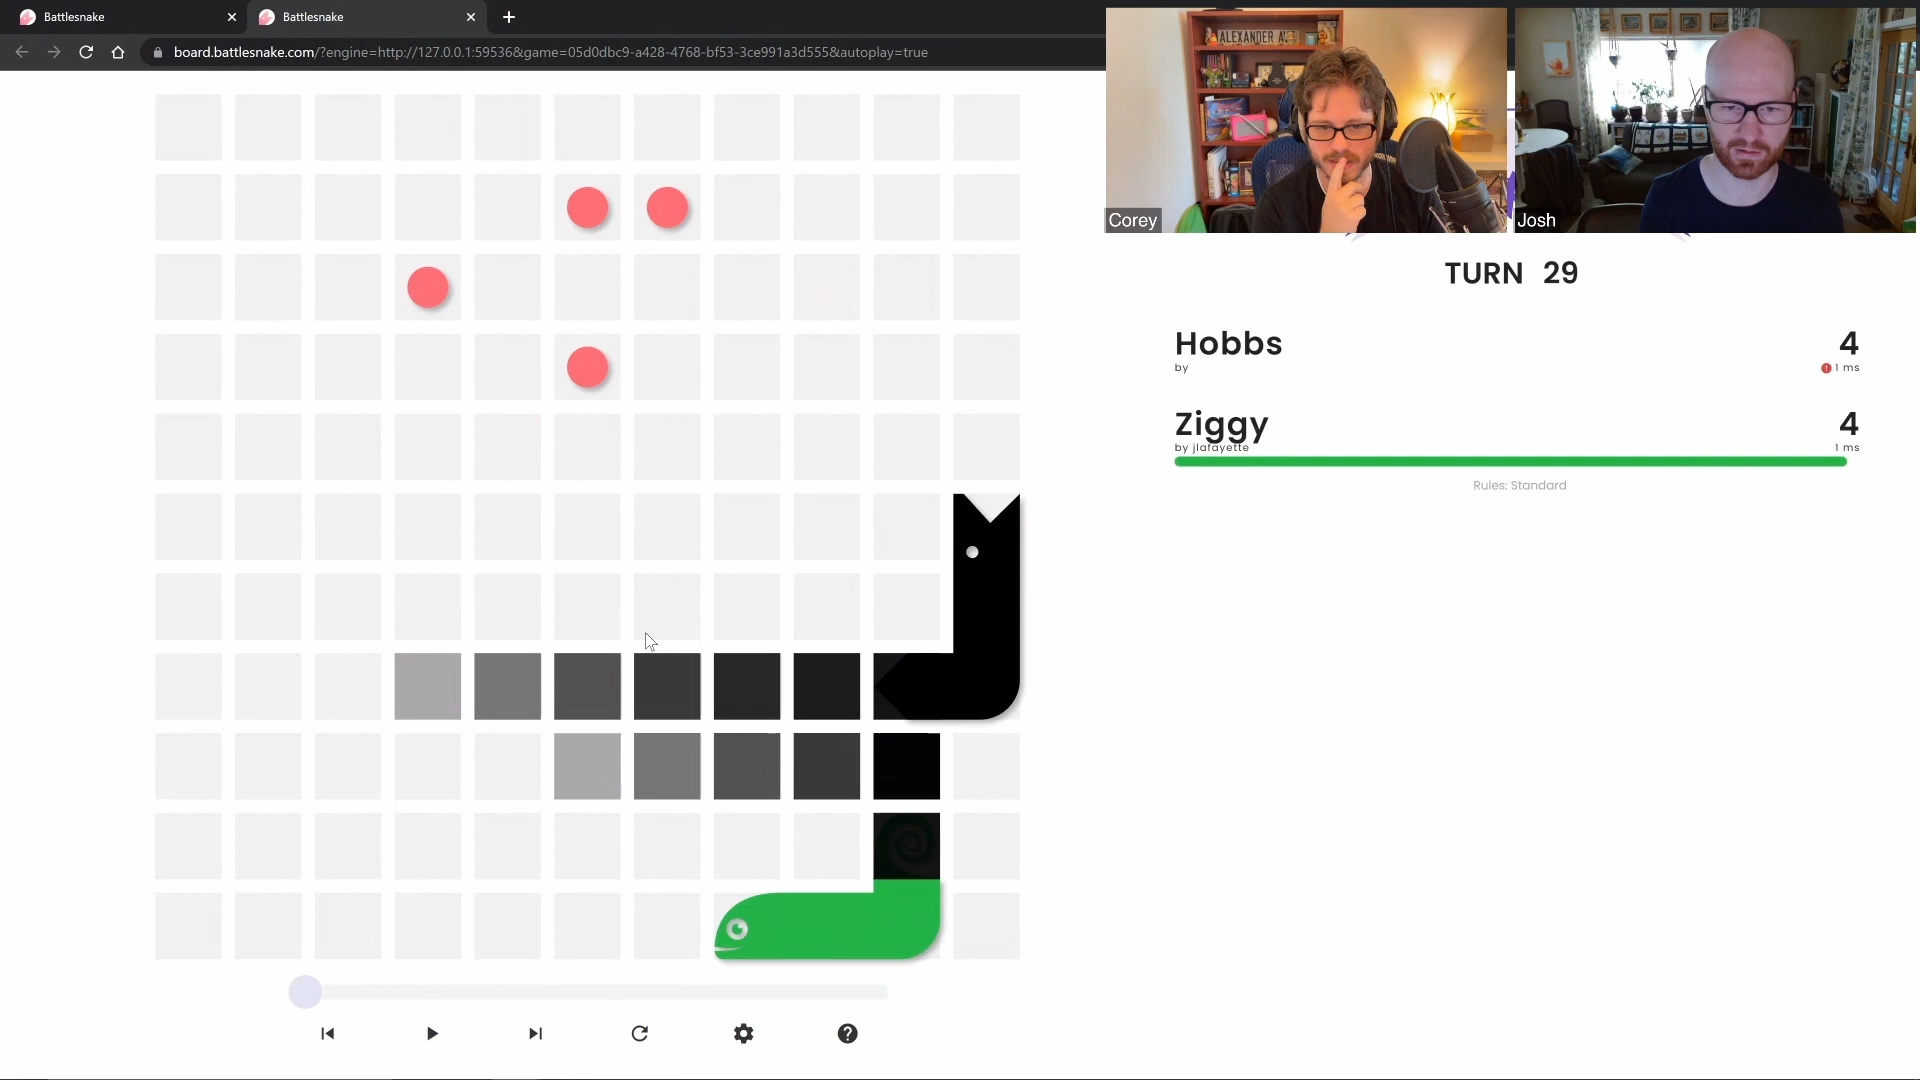 Battlesnake
Battlesnake
board.battlesnake.com/?engine=http://127.0.0.1:59536&game=05d0dbc9-a428-4768-bf53-3ce991a3d555&autoplay=true
ALEXANDER A
Corey
Josh
TURN 29
Hobbs
4
by
1 ms
Ziggy
4
by jlafayette
1 ms
Rules: Standard